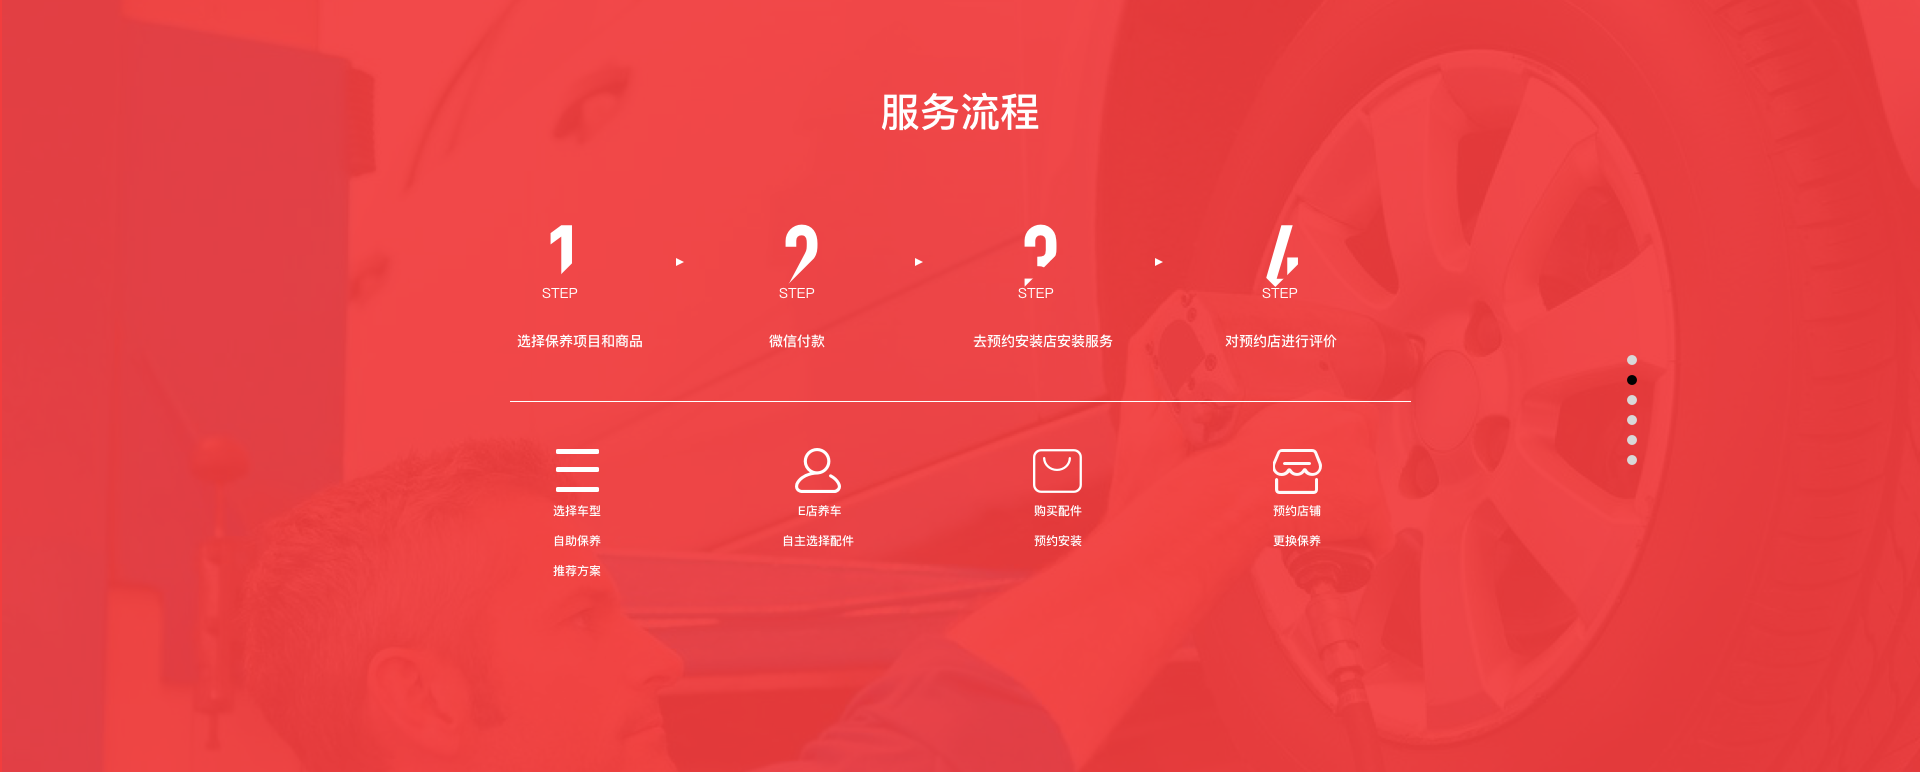 服务流程
1
2
3
4
STEP
STEP
STEP
STEP
选择保养项目和商品
微信付款
去预约安装店安装服务
对预约店进行评价
选择车型
自助保养
推荐方案
E店养车
自主选择配件
购买配件
预约安装
预约店铺
更换保养